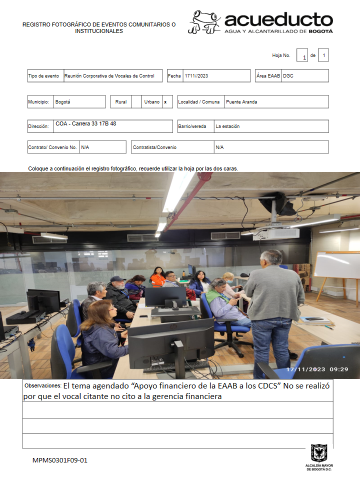 REGISTRO FOTOGRÁFICO DE EVENTOS COMUNITARIOS O
INSTITUCIONALES
acueducto
AGUA Y ALCANTARILLADO DE BOGOTÁ
Hoja No. 1 de 1
Tipo de evento Reunión Corporativa de Vocales de Control Fecha 17/11/2023 Área EAAB DGC
Municipio: Bogotá Rural Urbano x Localidad / Comuna Puente Aranda
Dirección: COA - Carrera 33 17B 48 Barrio/vereda La estación
Contrato/ Convenio No. N/A Contratista/Convenio N/A
Coloque a continuación el registro fotográfico, recuerde utilizar la hoja por las dos caras.
17/11/2023 09:29
Observaciones: El tema agendado "Apoyo financiero de la EAAB a los CDCS" No se realizó
por que el vocal citante no cito a la gerencia financiera
MPMS0301F09-01
ALCALDÍA MAYOR
DE BOGOTÁ D.C.